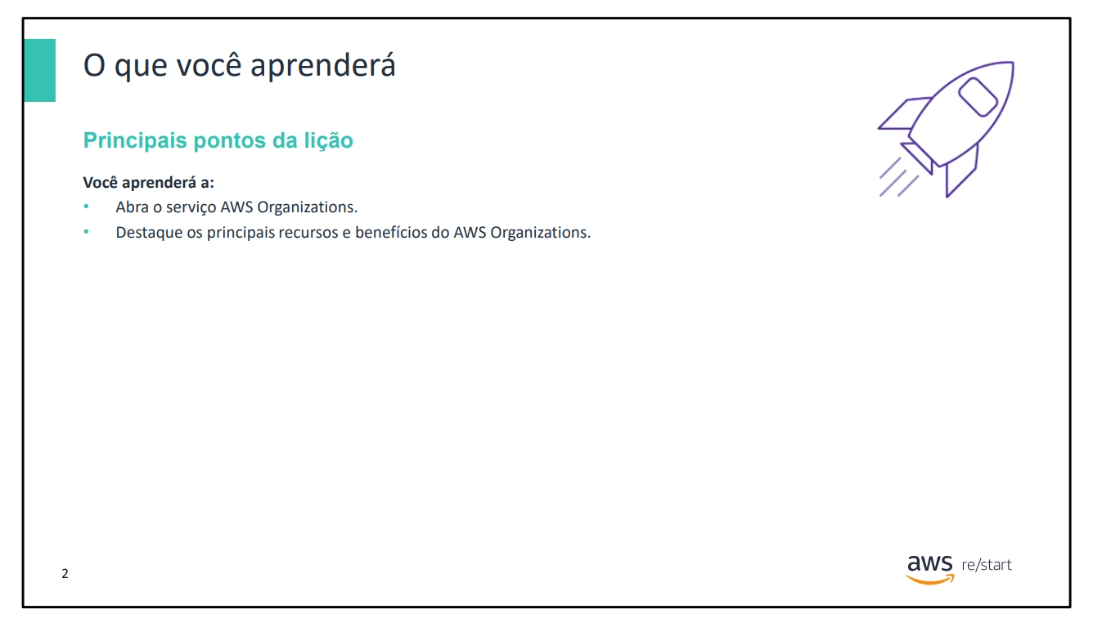 O que você aprenderá
Principais pontos da lição
Você aprenderá a:
• Abra o serviço AWS Organizations.
• Destaque os principais recursos e benefícios do AWS Organizations.
2
aws re/start